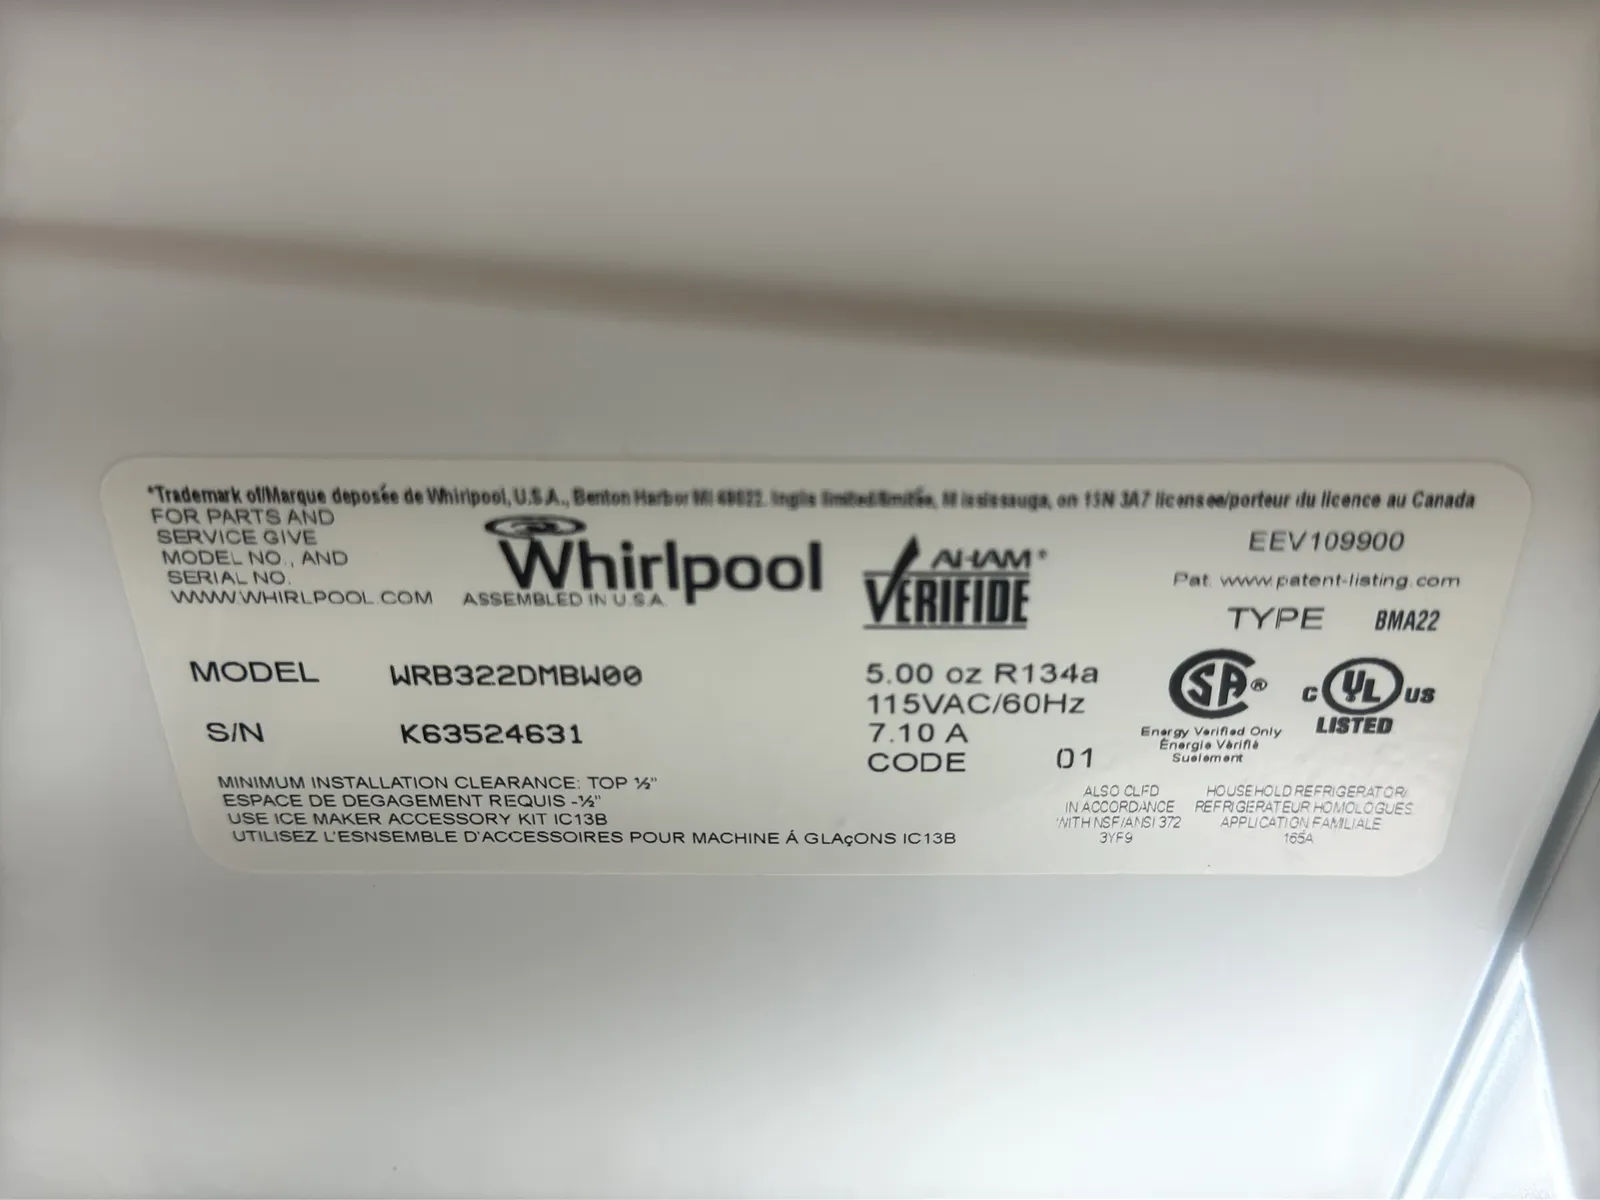 *Trademark of/Marque deposée de Whirlpool, U.S.A., Benton Harbor MI 49022. Inglis limited/limitée, Mississauga, on 15N 3A7 licensee/porteur du licence au Canada
FOR PARTS AND
SERVICE GIVE
MODEL NO., AND
SERIAL NO.
WWW.WHIRLPOOL.COM
Whirlpool
ASSEMBLED IN U.S.A.
AHAM®
VERIFIDE
EEV109900
Pat. www.patent-listing.com
TYPE BMA22
MODEL WRB322DMBW00
S/N K63524631
5.00 oz R134a
115VAC/60Hz
7.10 A
CODE 01
SA®
Energy Verified Only
Énergie Vérifié
Suelement
C UL US
LISTED
MINIMUM INSTALLATION CLEARANCE: TOP ½"
ESPACE DE DEGAGEMENT REQUIS -½"
USE ICE MAKER ACCESSORY KIT IC13B
UTILISEZ L'ESNSEMBLE D'ACCESSOIRES POUR MACHINE Á GLAçONS IC13B
ALSO CLFD
IN ACCORDANCE
WITH NSF/ANSI 372
3YF9
HOUSEHOLD REFRIGERATOR/
REFRIGERATEUR HOMOLOGUES
APPLICATION FAMILIALE
165A